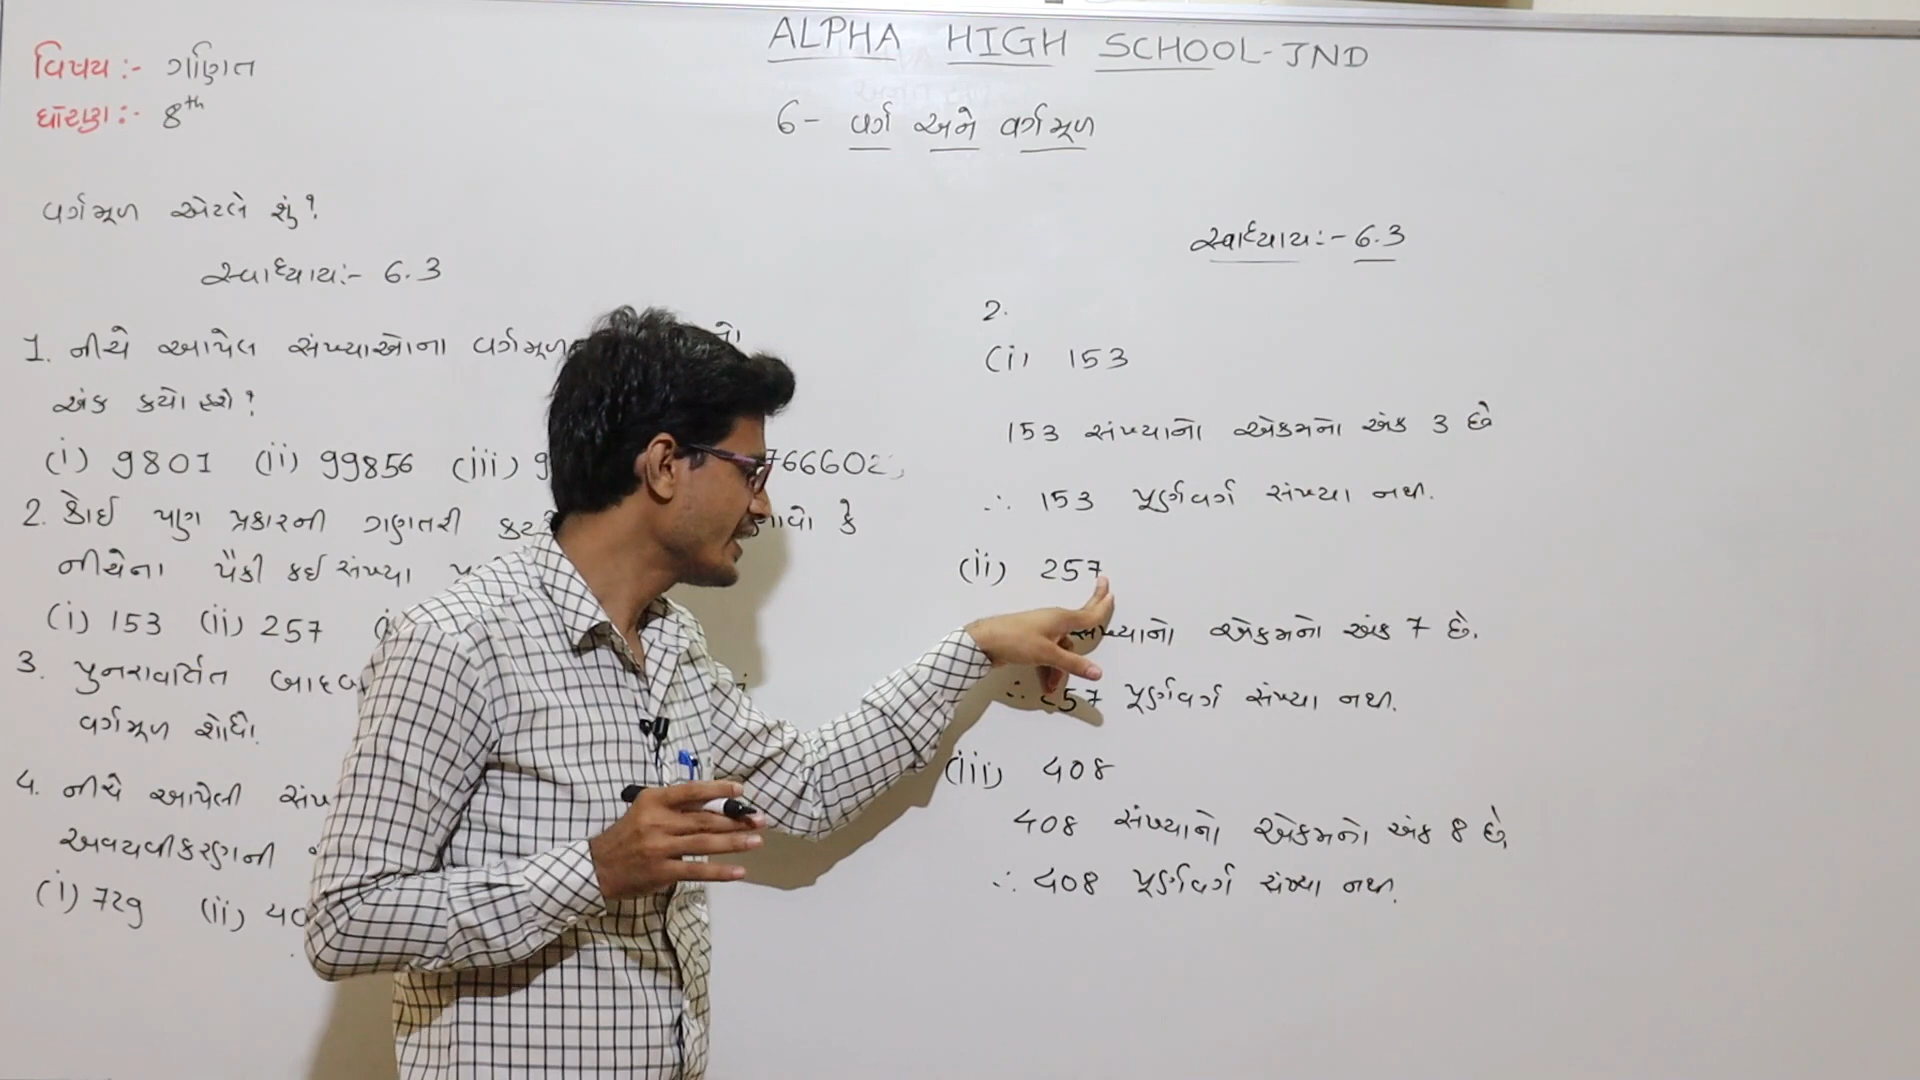 ALPHA HIGH SCHOOL-JND
વિષય :- ગણિત
ધોરણ :- 8th
6- વર્ગ અને વર્ગમૂળ
વર્ગમૂળ એટલે શું?
સ્વાધ્યાય:- 6.3
1. નીચે આપેલ સંખ્યાઓના વર્ગમૂળ
અંક કયો હશે?
(i) 9801 (ii) 99856 (iii) 9
2. કોઈ પણ પ્રકારની ગણતરી કે
નીચેના પૈકી કઈ સંખ્યા
(i) 153 (ii) 257
3. પુનરાવર્તિત
વર્ગમૂળ શોધો.
4. નીચે આપેલી
અવયવીકરણની
(i) 729 (ii) 40
સ્વાધ્યાય:- 6.3
2.
(i) 153
153 સંખ્યાનો એકમનો અંક 3 છે
∴ 153 પૂર્ણવર્ગ સંખ્યા નથી.
(ii) 257
સંખ્યાનો એકમનો અંક 7 છે.
∴ 257 પૂર્ણવર્ગ સંખ્યા નથી.
(iii) 408
408 સંખ્યાનો એકમનો અંક 8 છે.
∴ 408 પૂર્ણવર્ગ સંખ્યા નથી.